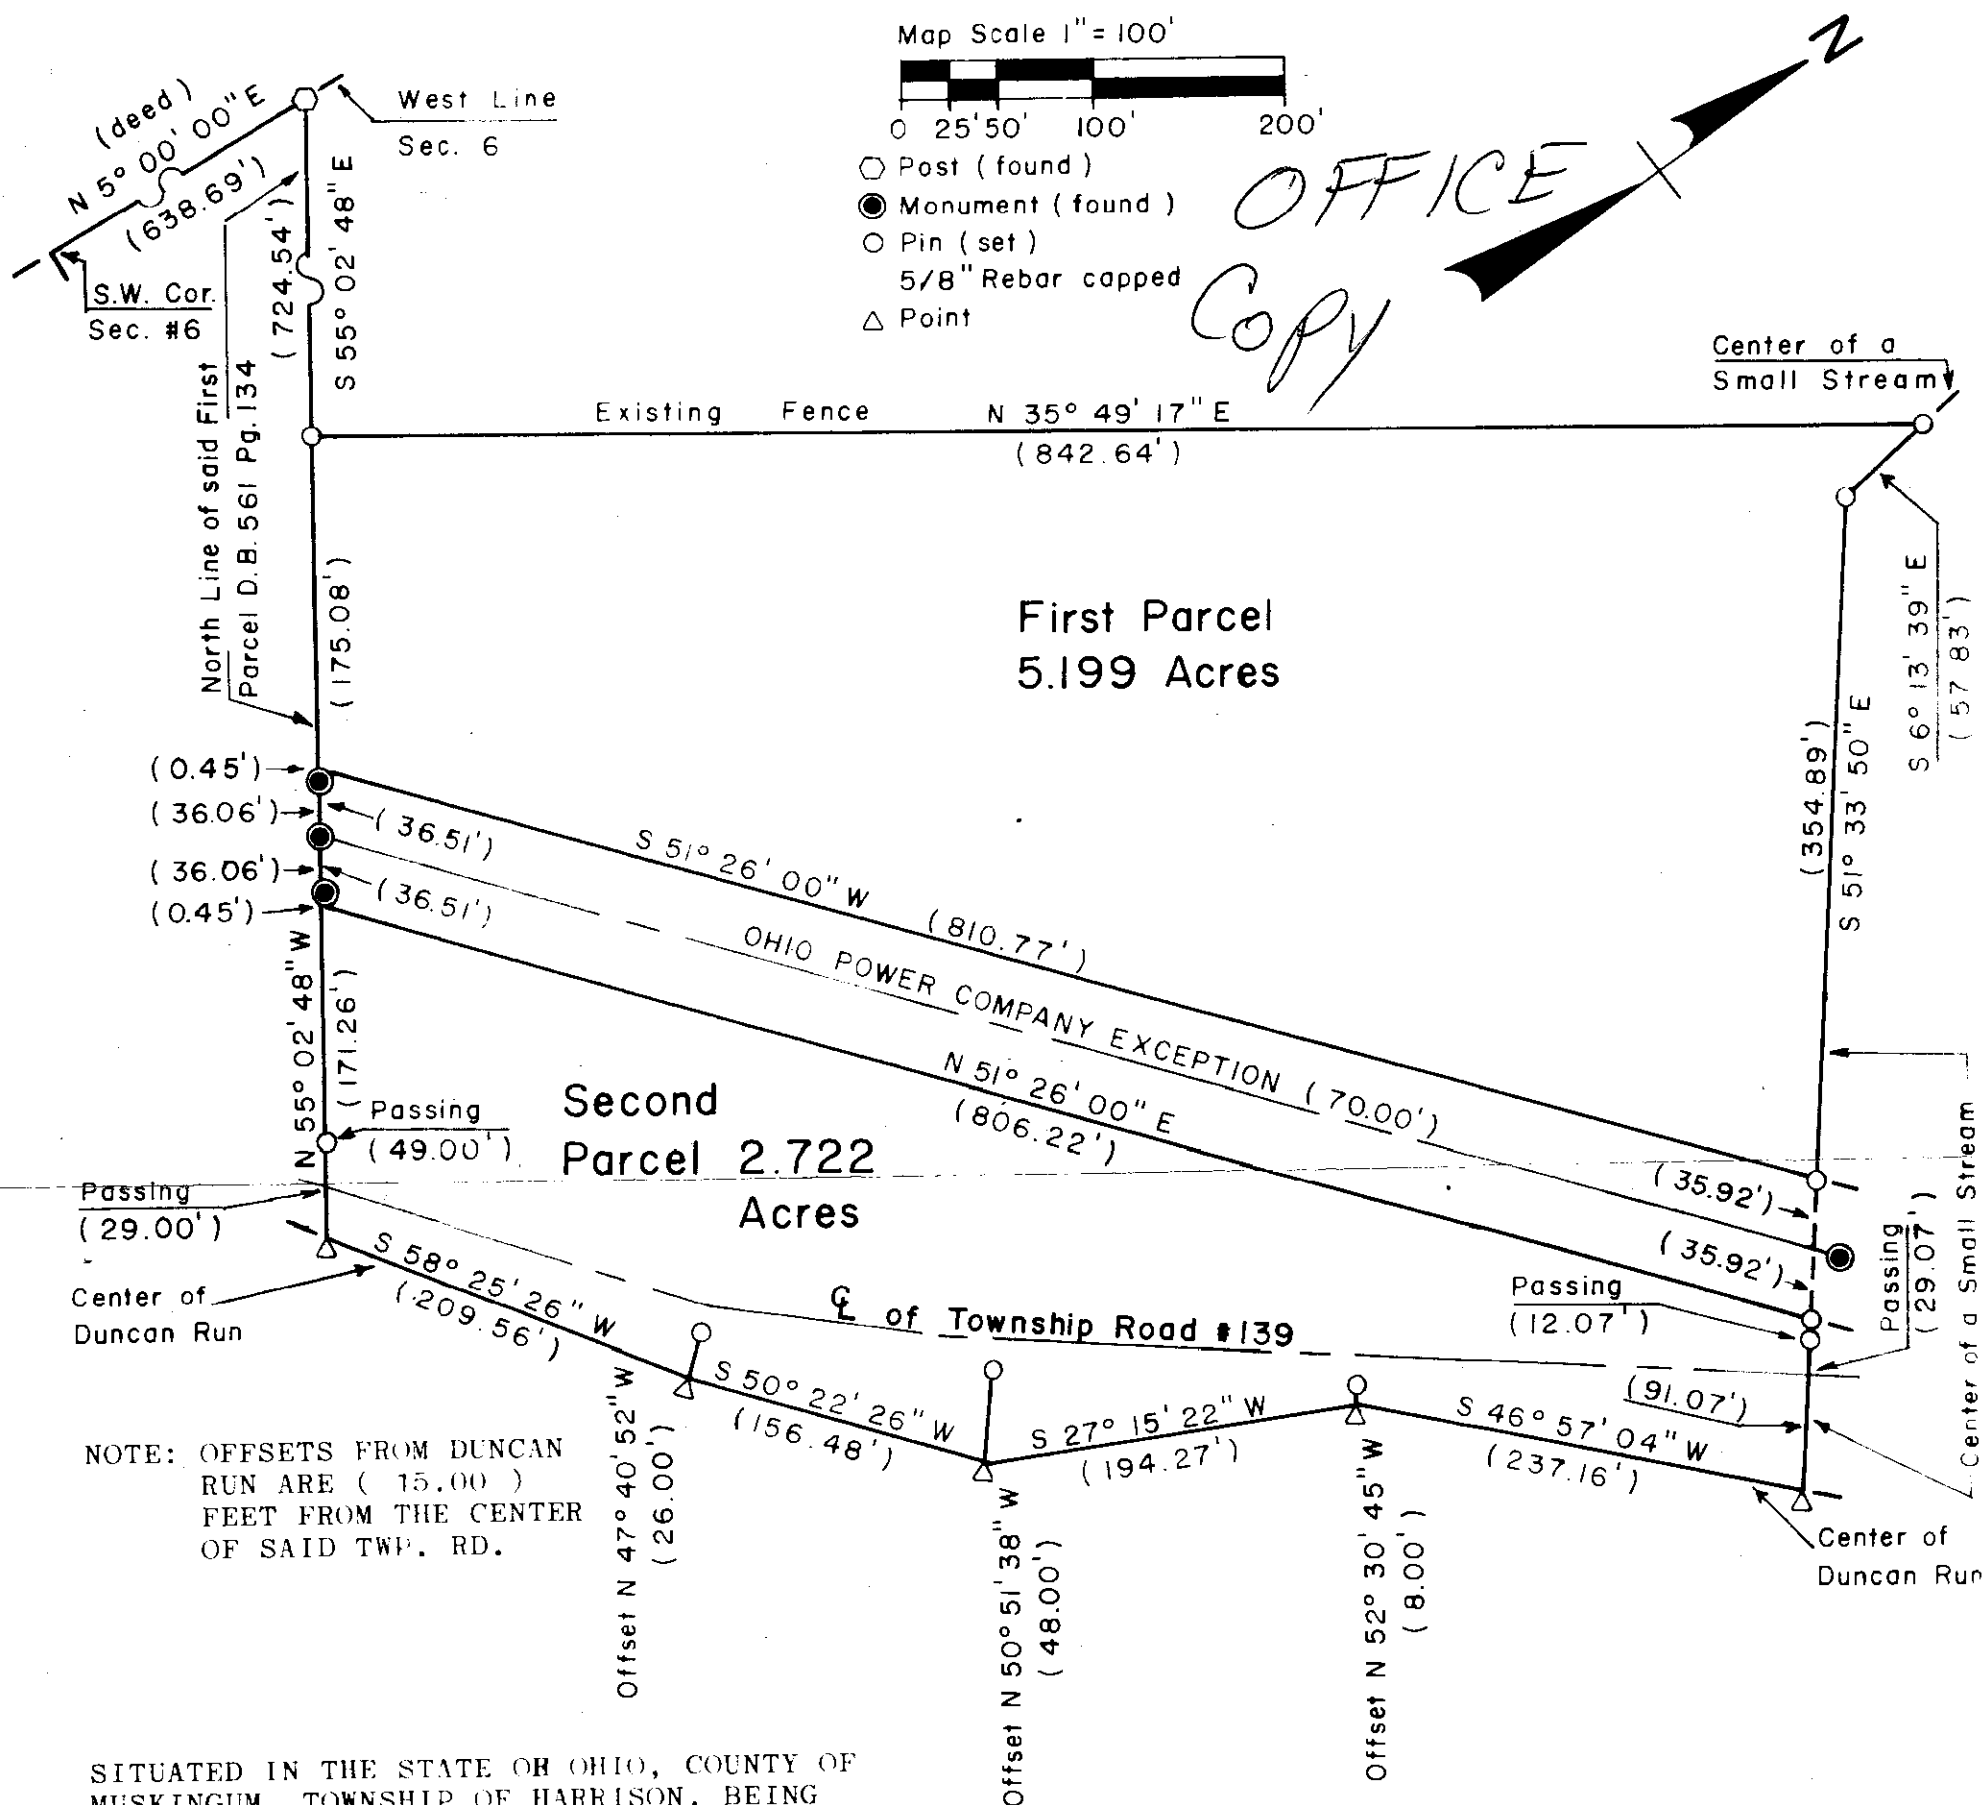 Map Scale 1" = 100'
0 25' 50' 100' 200'
Post ( found )
Monument ( found )
Pin ( set )
5/8" Rebar capped
Point
N
OFFICE
Copy
(deed)
N 5° 00' 00" E
(638.69')
West Line
Sec. 6
S.W. Cor.
Sec. #6
(724.54')
S 55° 02' 48" E
North Line of said First
Parcel D.B. 561 Pg. 134
Existing Fence N 35° 49' 17" E
(842.64')
Center of a
Small Stream
S 6° 13' 39" E
(57 83')
(175.08')
First Parcel
5.199 Acres
(354.89')
S 51° 33' 50" E
(0.45')
(36.06')
(36.51')
(36.06')
(36.51')
(0.45')
S 51° 26' 00" W (810.77')
OHIO POWER COMPANY EXCEPTION (70.00')
N 51° 26' 00" E
(806.22')
N 55° 02' 48" W
(171.26')
Passing
(49.00')
Second
Parcel 2.722
Acres
Passing
(29.00')
(35.92')
(35.92')
Passing
(12.07')
Passing
(29.07')
Center of a Small Stream
(91.07')
Center of
Duncan Run
S 58° 25' 26" W
(209.56')
℄ of Township Road #139
S 50° 22' 26" W
(156.48')
S 27° 15' 22" W
(194.27')
S 46° 57' 04" W
(237.16')
Center of
Duncan Run
Offset N 47° 40' 52" W
(26.00')
Offset N 50° 51' 38" W
(48.00')
Offset N 52° 30' 45" W
(8.00')
NOTE: OFFSETS FROM DUNCAN
RUN ARE ( 15.00 )
FEET FROM THE CENTER
OF SAID TWP. RD.
SITUATED IN THE STATE OH OHIO, COUNTY OF
MUSKINGUM, TOWNSHIP OF HARRISON, BEING